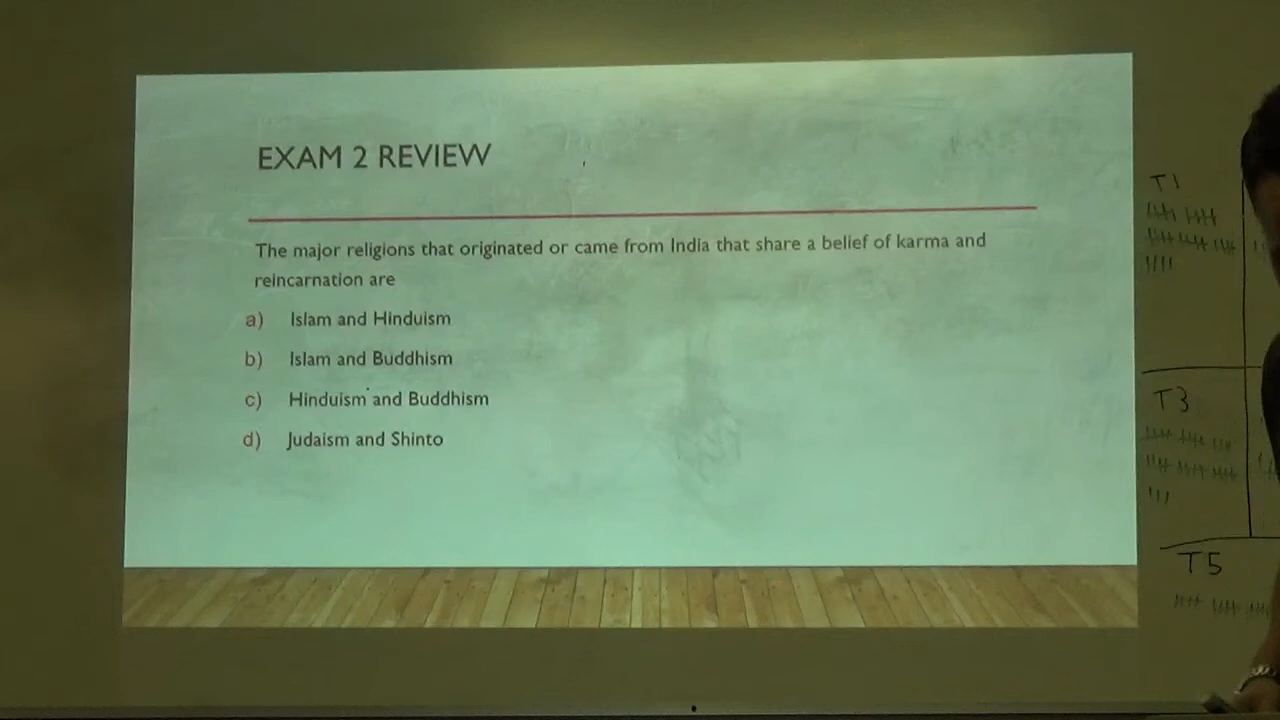 EXAM 2 REVIEW
The major religions that originated or came from India that share a belief of karma and
reincarnation are
a) Islam and Hinduism
b) Islam and Buddhism
c) Hinduism and Buddhism
d) Judaism and Shinto
T1
T3
T5